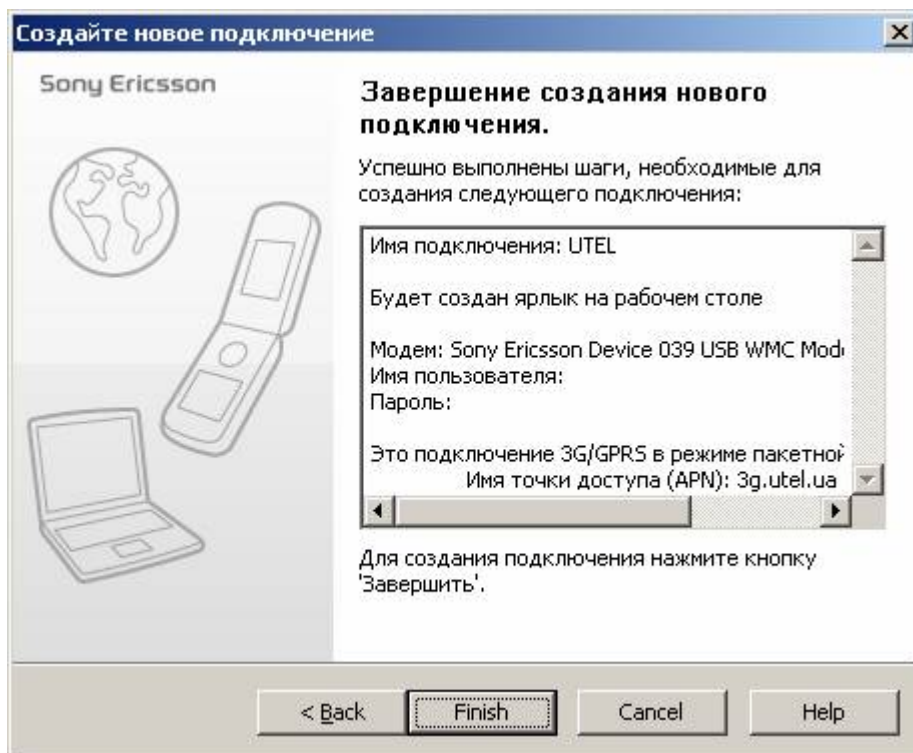 Создайте новое подключение
Sony Ericsson
Завершение создания нового
подключения.
Успешно выполнены шаги, необходимые для
создания следующего подключения:
Имя подключения: UTEL
Будет создан ярлык на рабочем столе
Модем: Sony Ericsson Device 039 USB WMC
Имя пользователя:
Пароль:
Это подключение 3G/GPRS в режиме пакетной
Имя точки доступа (APN): 3g.utel.ua
Для создания подключения нажмите кнопку
'Завершить'.
< Back
Finish
Cancel
Help